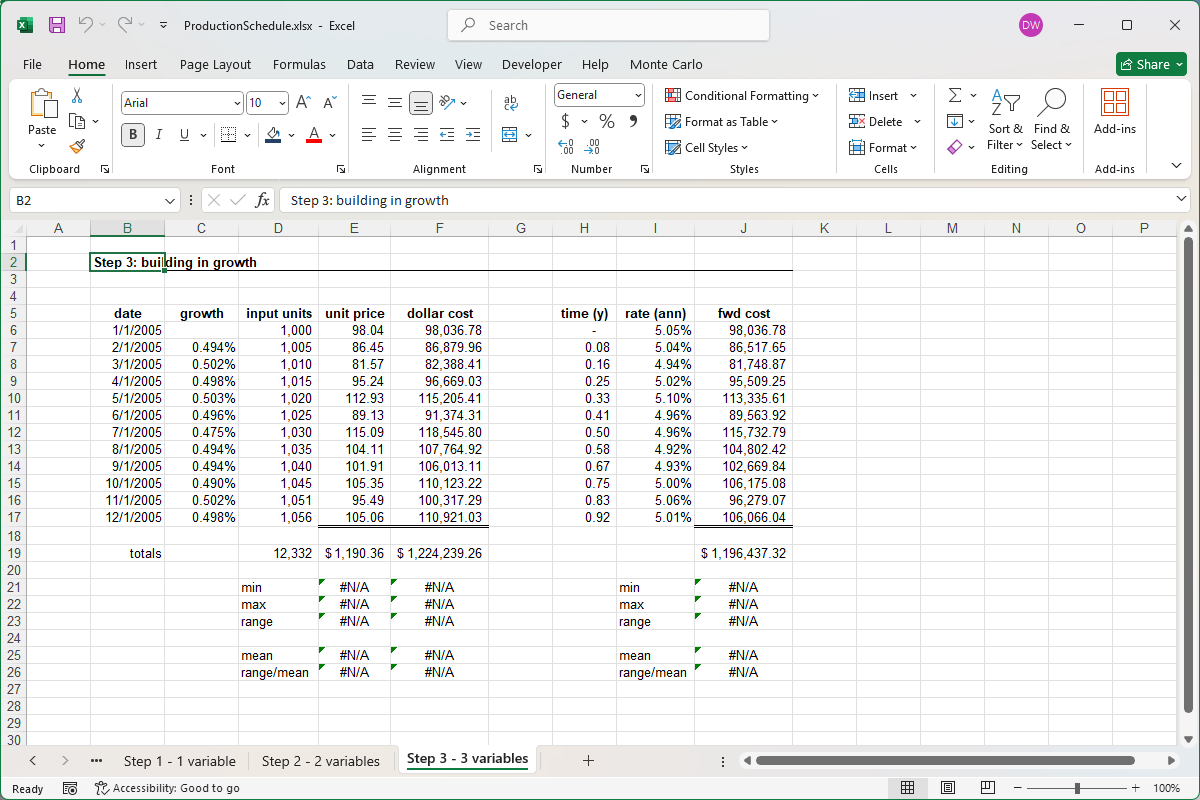 ProductionSchedule.xlsx - Excel Search DW
File Home Insert Page Layout Formulas Data Review View Developer Help Monte Carlo Share
Paste Arial 10 A A General Conditional Formatting Insert
B I U A ab $ % Format as Table Delete Sort & Filter Find & Select Add-ins
Cell Styles Format
Clipboard Font Alignment Number Styles Cells Editing Add-ins
B2 fx Step 3: building in growth
A B C D E F G H I J K L M N O P
1
2 Step 3: building in growth
3
4
5 date growth input units unit price dollar cost time (y) rate (ann) fwd cost
6 1/1/2005 1,000 98.04 98,036.78 - 5.05% 98,036.78
7 2/1/2005 0.494% 1,005 86.45 86,879.96 0.08 5.04% 86,517.65
8 3/1/2005 0.502% 1,010 81.57 82,388.41 0.16 4.94% 81,748.87
9 4/1/2005 0.498% 1,015 95.24 96,669.03 0.25 5.02% 95,509.25
10 5/1/2005 0.503% 1,020 112.93 115,205.41 0.33 5.10% 113,335.61
11 6/1/2005 0.496% 1,025 89.13 91,374.31 0.41 4.96% 89,563.92
12 7/1/2005 0.475% 1,030 115.09 118,545.80 0.50 4.96% 115,732.79
13 8/1/2005 0.494% 1,035 104.11 107,764.92 0.58 4.92% 104,802.42
14 9/1/2005 0.494% 1,040 101.91 106,013.11 0.67 4.93% 102,669.84
15 10/1/2005 0.490% 1,045 105.35 110,123.22 0.75 5.00% 106,175.08
16 11/1/2005 0.502% 1,051 95.49 100,317.29 0.83 5.06% 96,279.07
17 12/1/2005 0.498% 1,056 105.06 110,921.03 0.92 5.01% 106,066.04
18
19 totals 12,332 $ 1,190.36 $ 1,224,239.26 $ 1,196,437.32
20
21 min #N/A #N/A min #N/A
22 max #N/A #N/A max #N/A
23 range #N/A #N/A range #N/A
24
25 mean #N/A #N/A mean #N/A
26 range/mean #N/A #N/A range/mean #N/A
27
28
29
30
Step 1 - 1 variable Step 2 - 2 variables Step 3 - 3 variables
Ready Accessibility: Good to go 100%